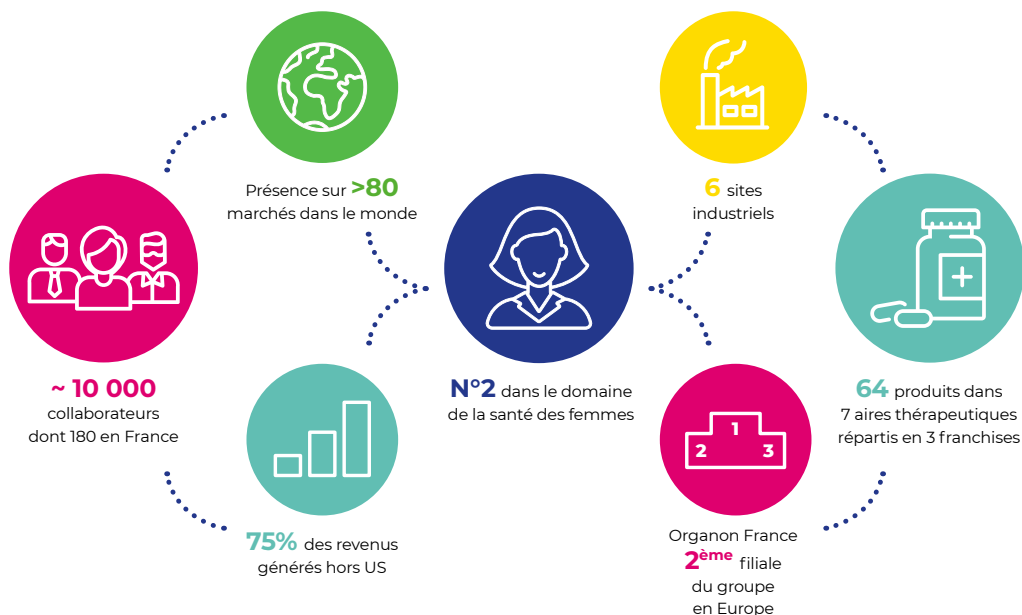 Présence sur >80
marchés dans le monde
6 sites
industriels
~ 10 000
collaborateurs
dont 180 en France
N°2 dans le domaine
de la santé des femmes
64 produits dans
7 aires thérapeutiques
répartis en 3 franchises
1
2 3
75% des revenus
générés hors US
Organon France
2ème filiale
du groupe
en Europe